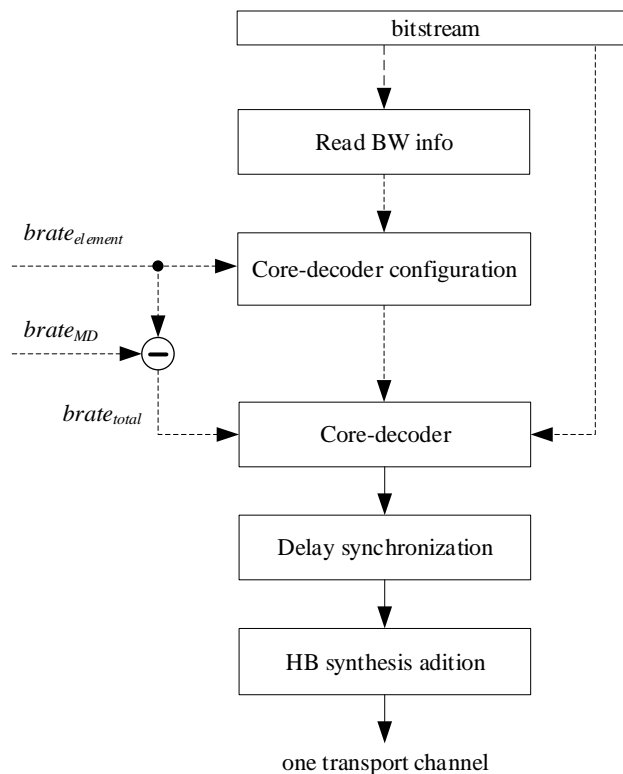 bitstream
Read BW info
brate_element
Core-decoder configuration
brate_MD
brate_total
Core-decoder
Delay synchronization
HB synthesis adition
one transport channel